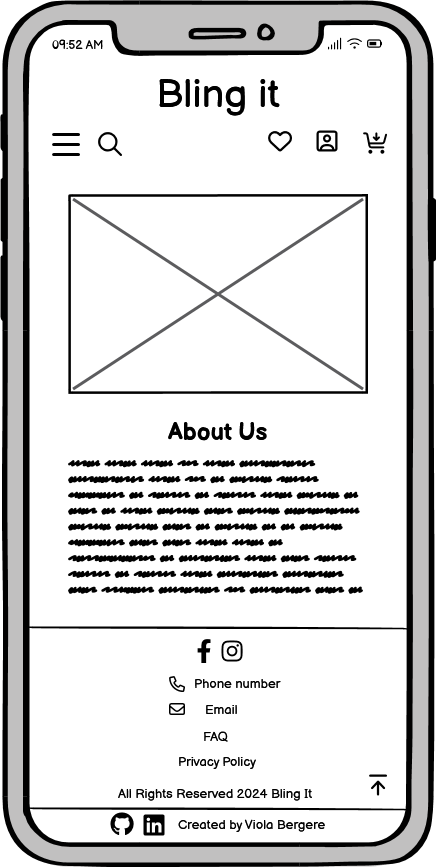 09:52 AM
Bling it
About Us
Phone number
Email
FAQ
Privacy Policy
All Rights Reserved 2024 Bling It
Created by Viola Bergere